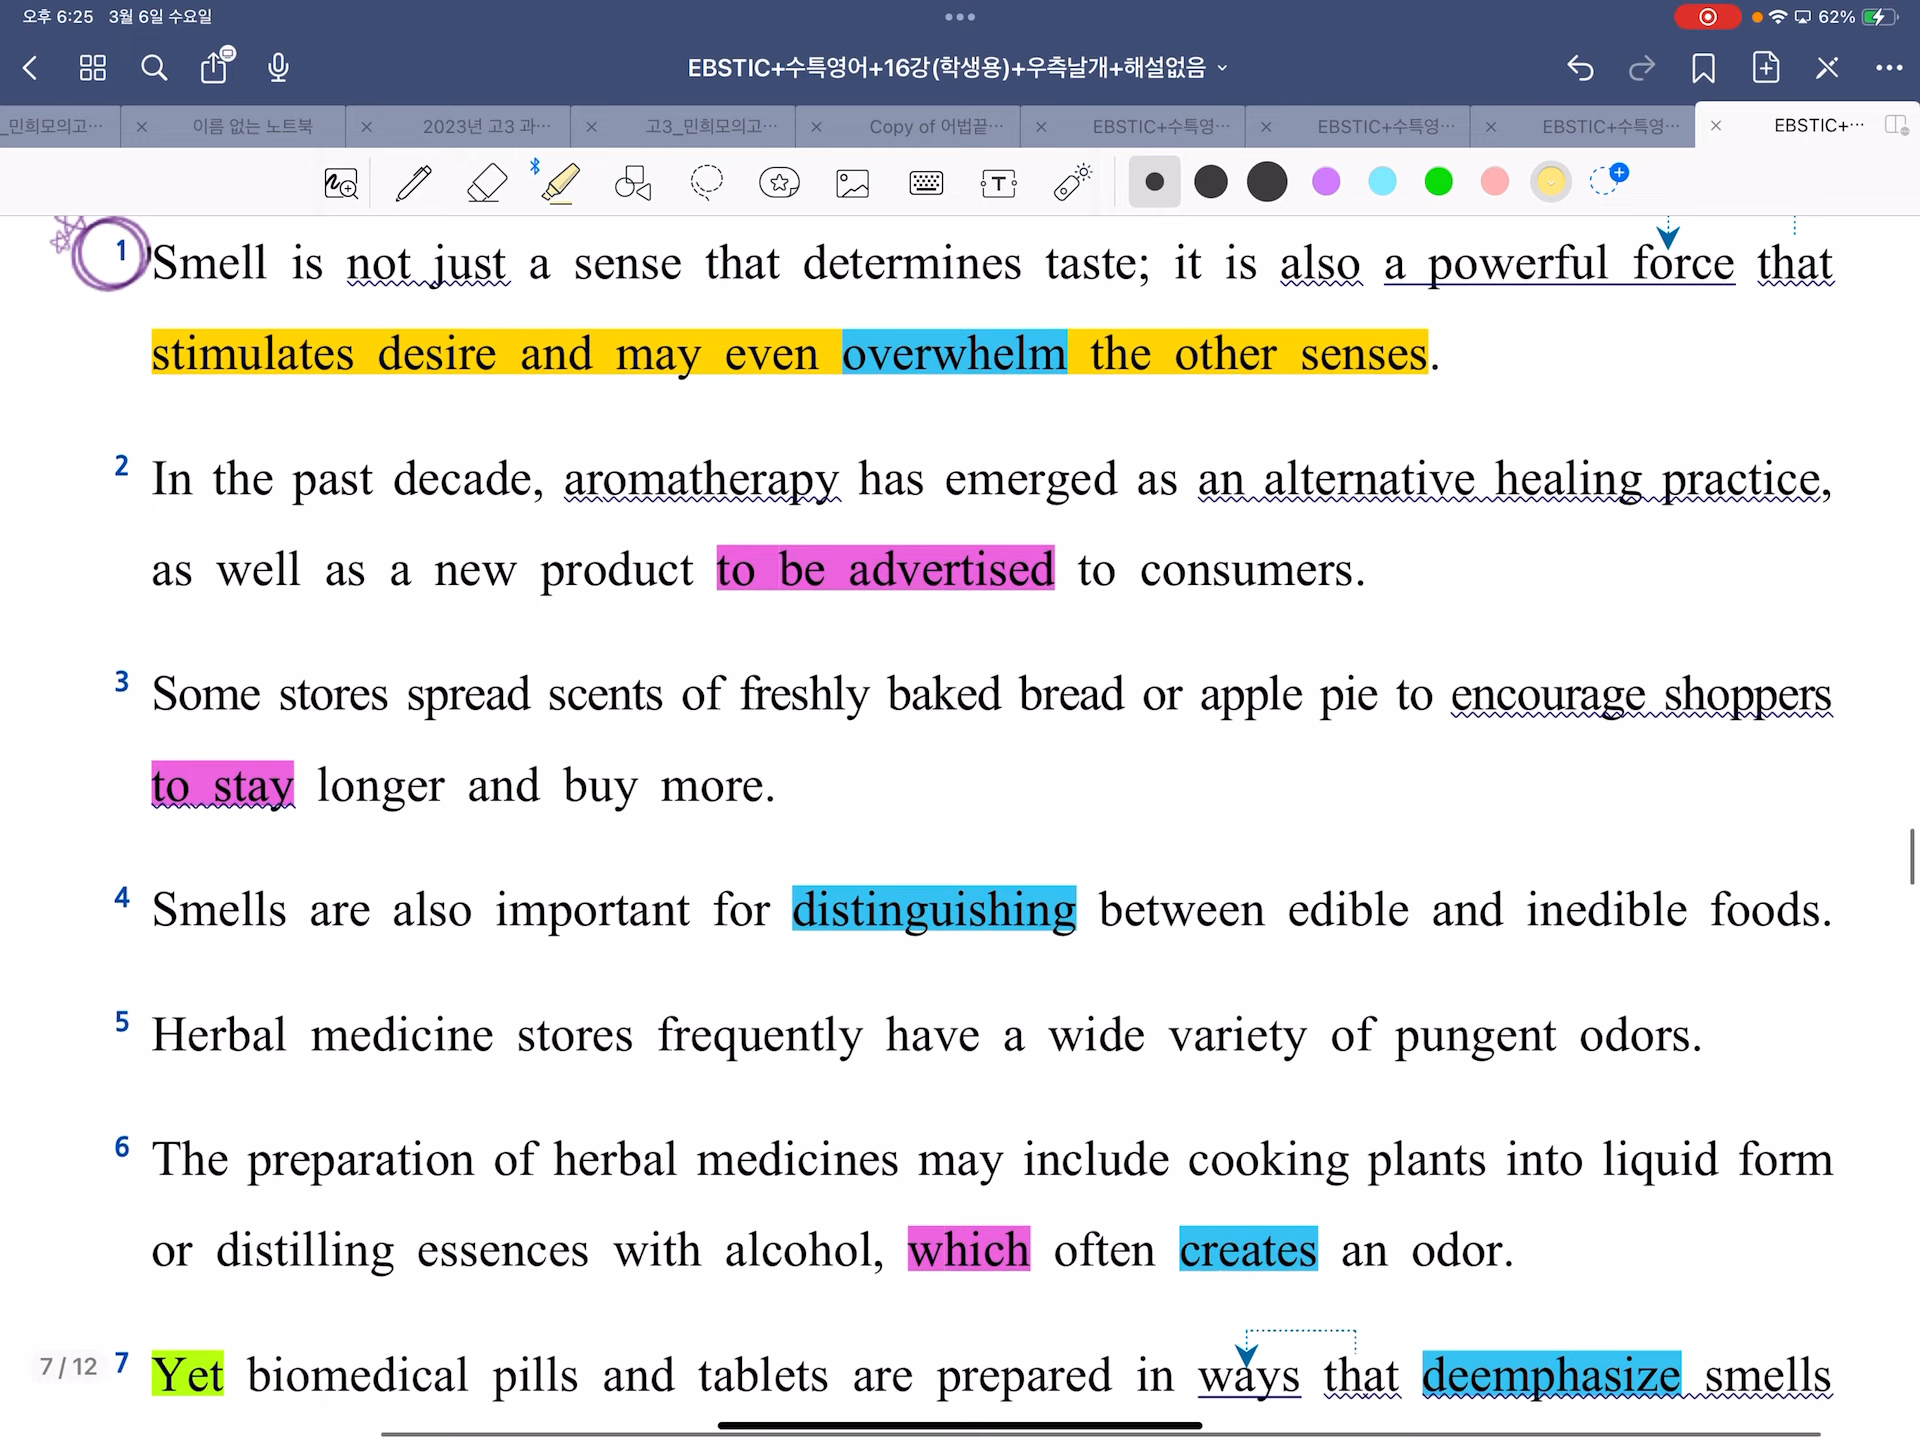 오후 6:25 3월 6일 수요일
62%
EBSTIC+수특영어+16강(학생용)+우측날개+해설없음
_민희모의고… 이름 없는 노트북 2023년 고3 과… 고3_민희모의고… Copy of 어법끝… EBSTIC+수특영… EBSTIC+수특영… EBSTIC+수특영… EBSTIC+…
1 Smell is not just a sense that determines taste; it is also a powerful force that
stimulates desire and may even overwhelm the other senses.
2 In the past decade, aromatherapy has emerged as an alternative healing practice,
as well as a new product to be advertised to consumers.
3 Some stores spread scents of freshly baked bread or apple pie to encourage shoppers
to stay longer and buy more.
4 Smells are also important for distinguishing between edible and inedible foods.
5 Herbal medicine stores frequently have a wide variety of pungent odors.
6 The preparation of herbal medicines may include cooking plants into liquid form
or distilling essences with alcohol, which often creates an odor.
7 / 12
7 Yet biomedical pills and tablets are prepared in ways that deemphasize smells